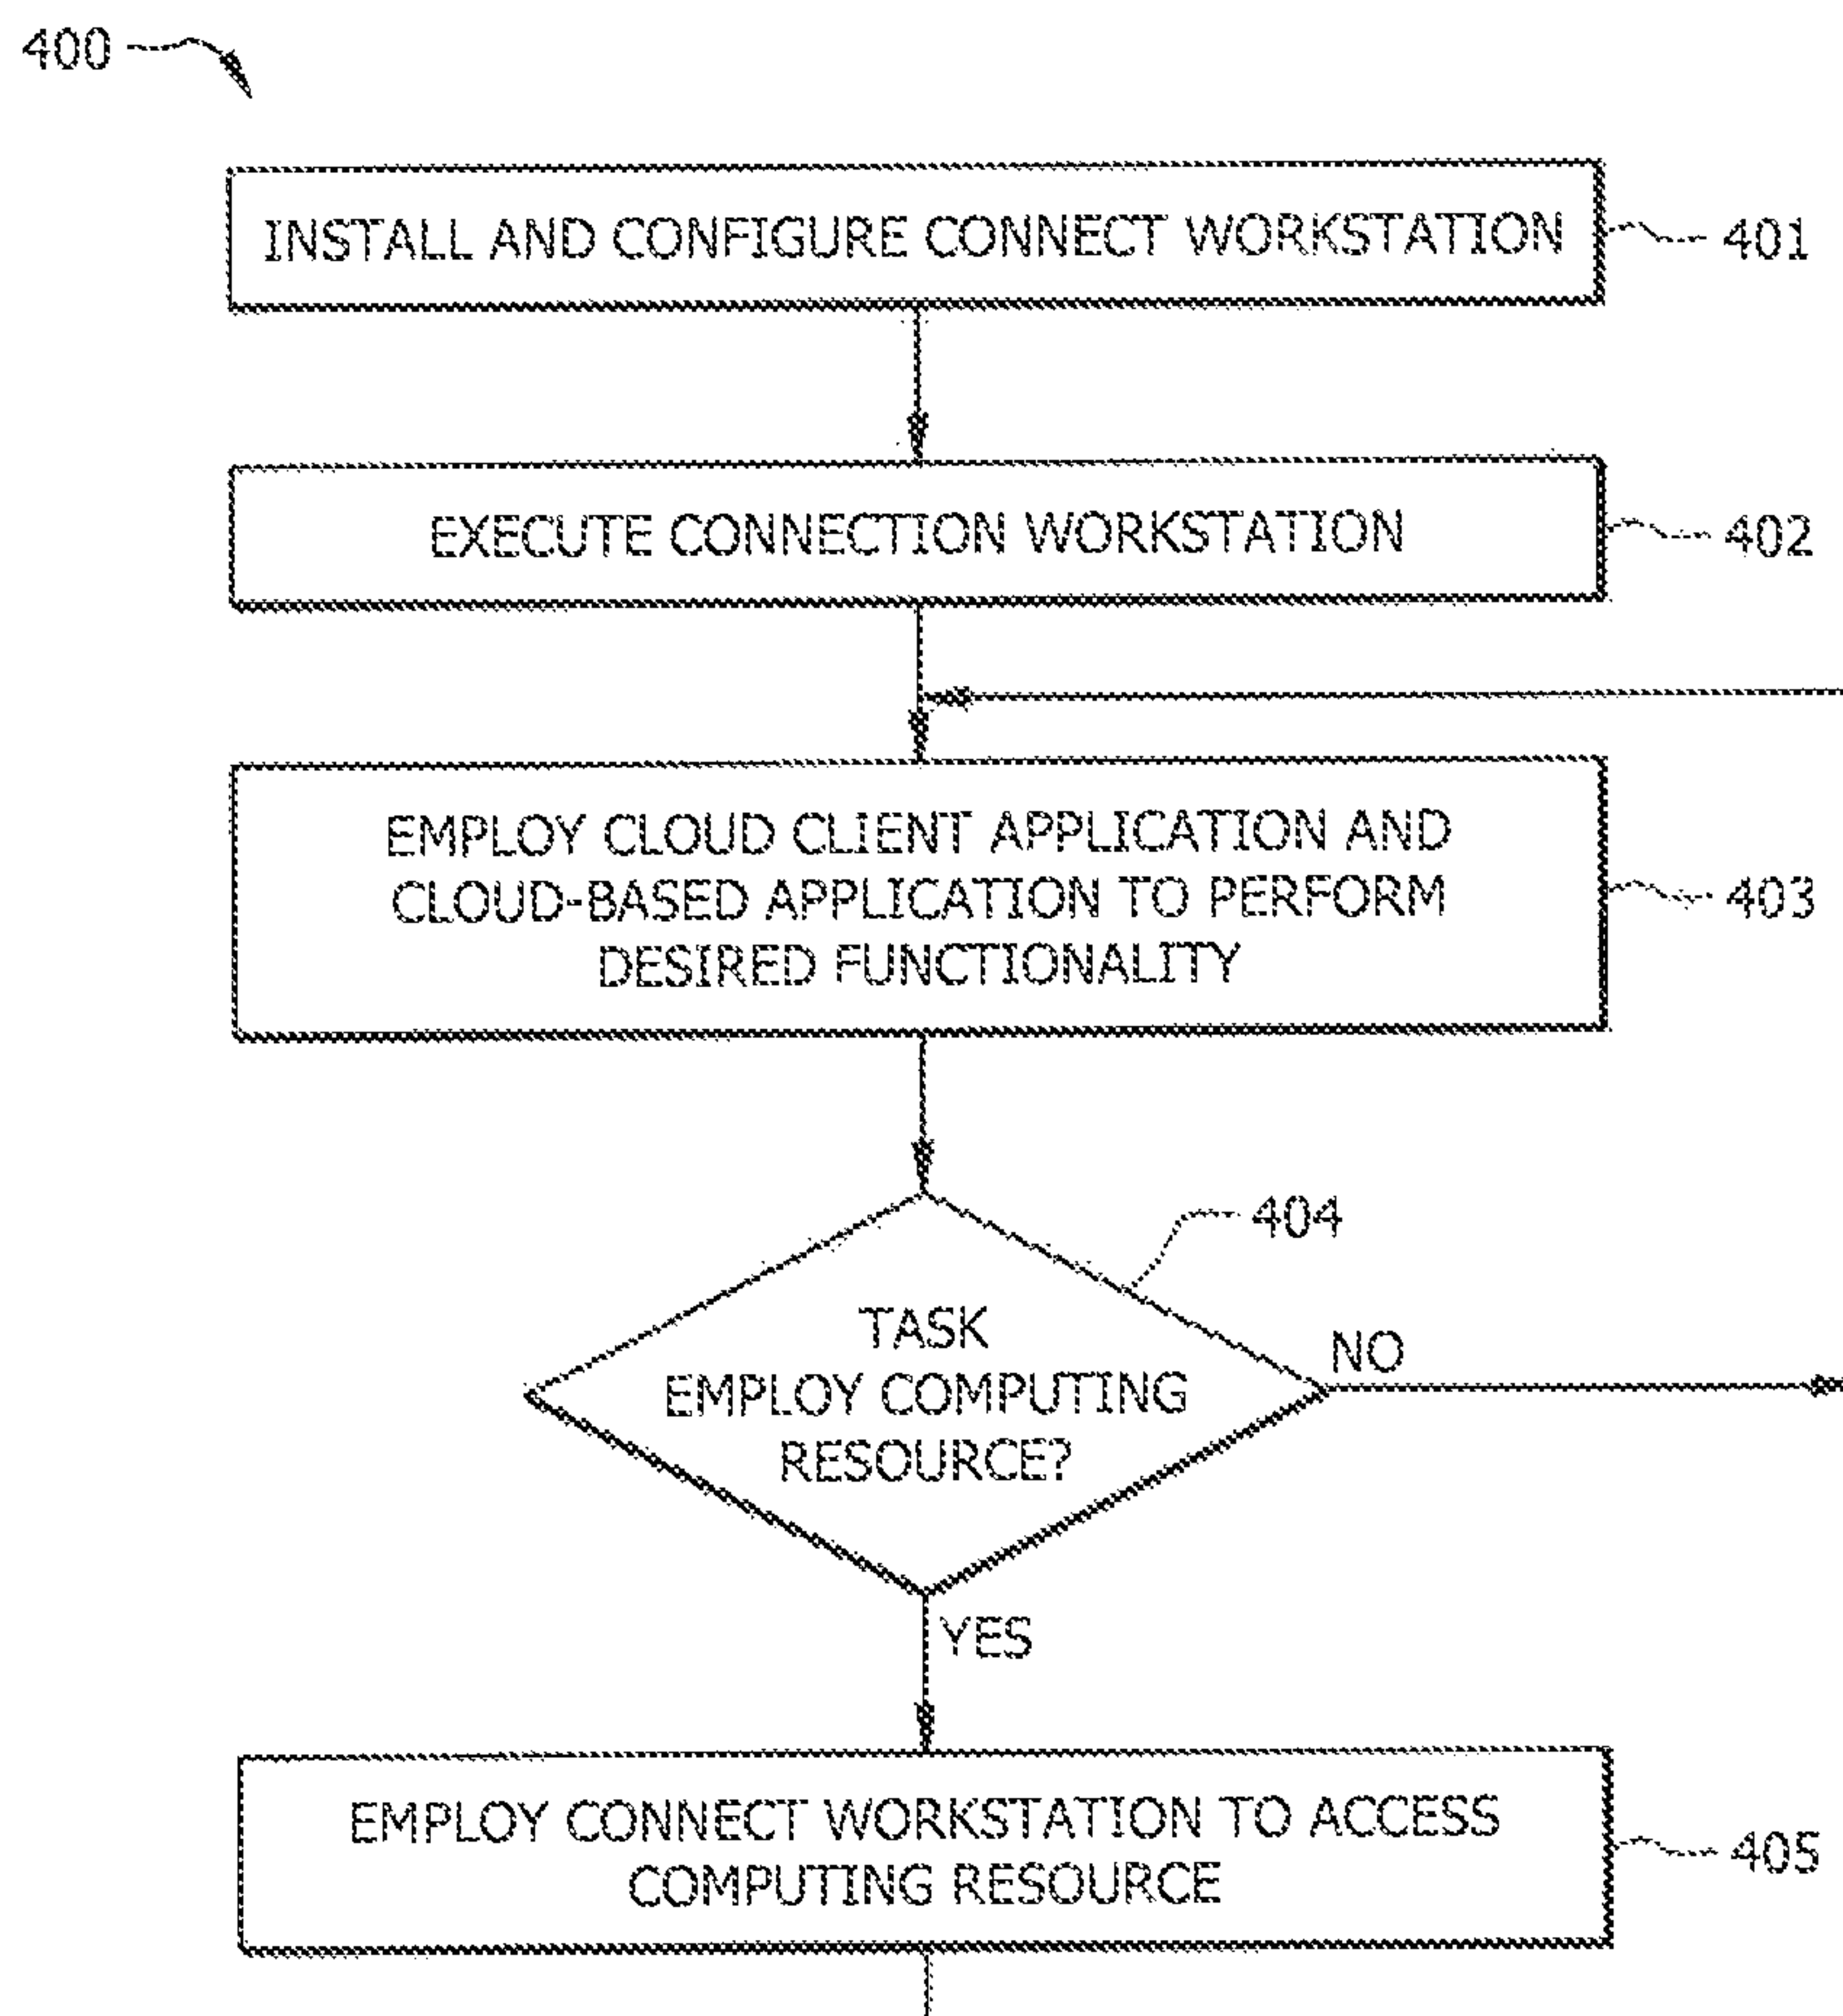 400
INSTALL AND CONFIGURE CONNECT WORKSTATION
401
EXECUTE CONNECTION WORKSTATION
402
EMPLOY CLOUD CLIENT APPLICATION AND
CLOUD-BASED APPLICATION TO PERFORM
DESIRED FUNCTIONALITY
403
404
TASK
EMPLOY COMPUTING
RESOURCE?
NO
YES
EMPLOY CONNECT WORKSTATION TO ACCESS
COMPUTING RESOURCE
405